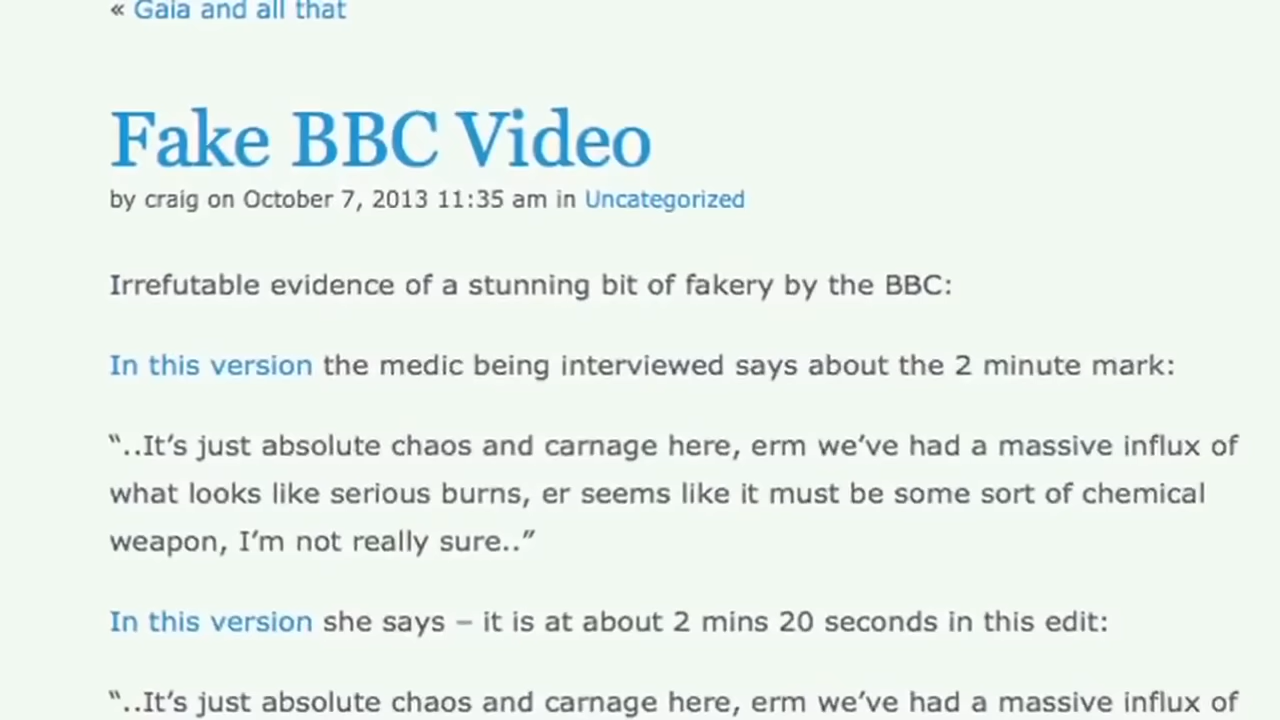 « Gaia and all that
Fake BBC Video
by craig on October 7, 2013 11:35 am in Uncategorized
Irrefutable evidence of a stunning bit of fakery by the BBC:
In this version the medic being interviewed says about the 2 minute mark:
“..It’s just absolute chaos and carnage here, erm we’ve had a massive influx of
what looks like serious burns, er seems like it must be some sort of chemical
weapon, I’m not really sure..”
In this version she says – it is at about 2 mins 20 seconds in this edit:
“..It’s just absolute chaos and carnage here, erm we’ve had a massive influx of